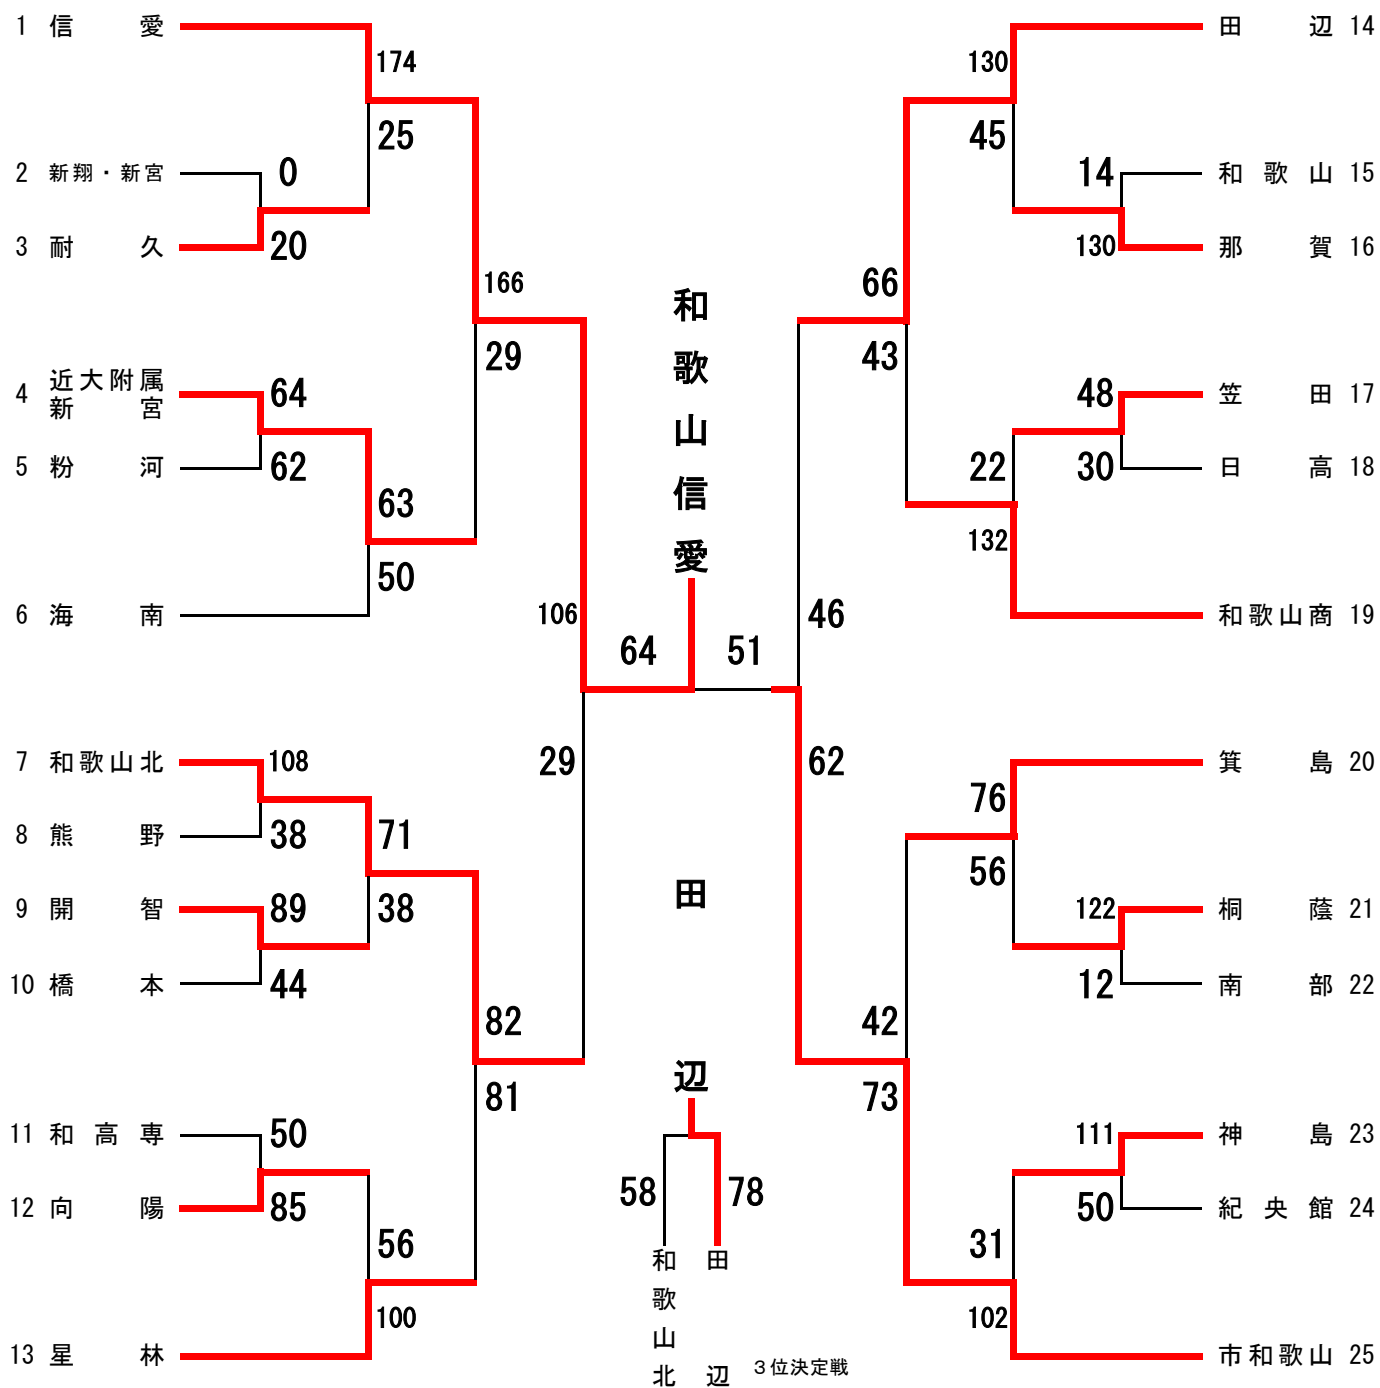 1 信愛
174
25
2 新翔・新宮
0
3 耐久
20
166
29
4 近大附属
新宮
64
5 粉河
62
63
50
6 海南
106
64
29
7 和歌山北
108
8 熊野
38
71
9 開智
89
38
10 橋本
44
82
81
11 和高専
50
12 向陽
85
56
100
13 星林
和歌山信愛
51
田辺
58
78
和歌山北
田辺
3位決定戦
田辺 14
130
45
14
和歌山 15
130
那賀 16
66
43
48
笠田 17
30
日高 18
22
132
和歌山商 19
46
62
箕島 20
76
56
122
桐蔭 21
12
南部 22
42
73
111
神島 23
50
紀央館 24
31
102
市和歌山 25